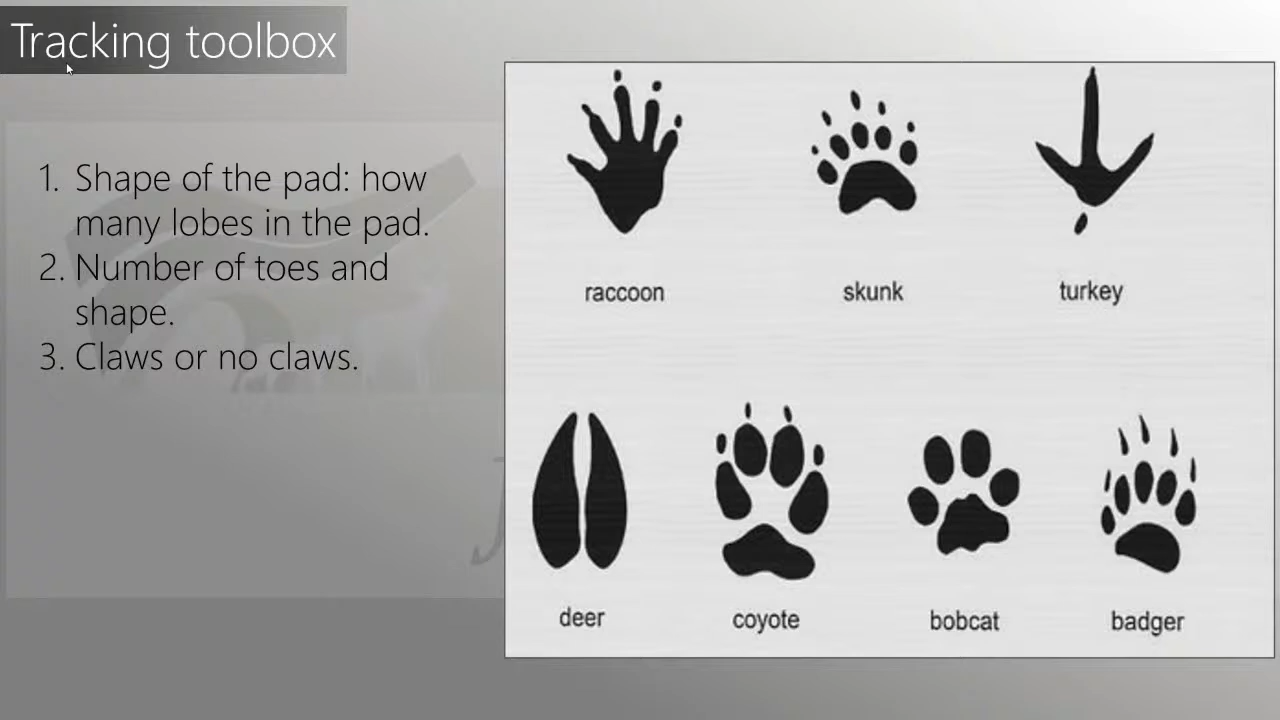 Tracking toolbox
1. Shape of the pad: how
many lobes in the pad.
2. Number of toes and
shape.
3. Claws or no claws.
raccoon
skunk
turkey
deer
coyote
bobcat
badger